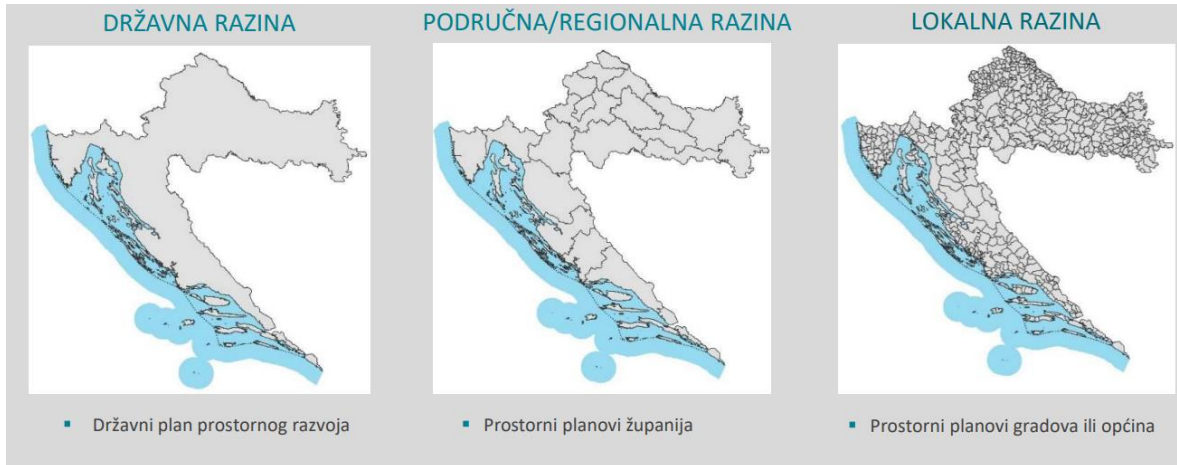 DRŽAVNA RAZINA
PODRUČNA/REGIONALNA RAZINA
LOKALNA RAZINA
▪ Državni plan prostornog razvoja
▪ Prostorni planovi županija
▪ Prostorni planovi gradova ili općina